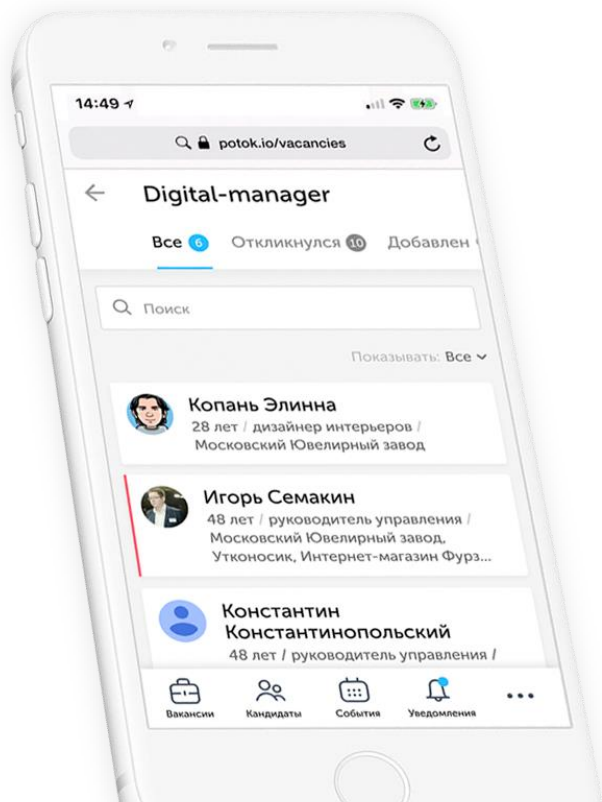 14:49
potok.io/vacancies
Digital-manager
Все 6 Откликнулся 10 Добавлен
Поиск
Показывать: Все
Копань Элинна
28 лет / дизайнер интерьеров /
Московский Ювелирный завод
Игорь Семакин
48 лет / руководитель управления /
Московский Ювелирный завод,
Утконосик, Интернет-магазин Фурз...
Константин
Константинопольский
48 лет / руководитель управления /
Вакансии Кандидаты События Уведомления